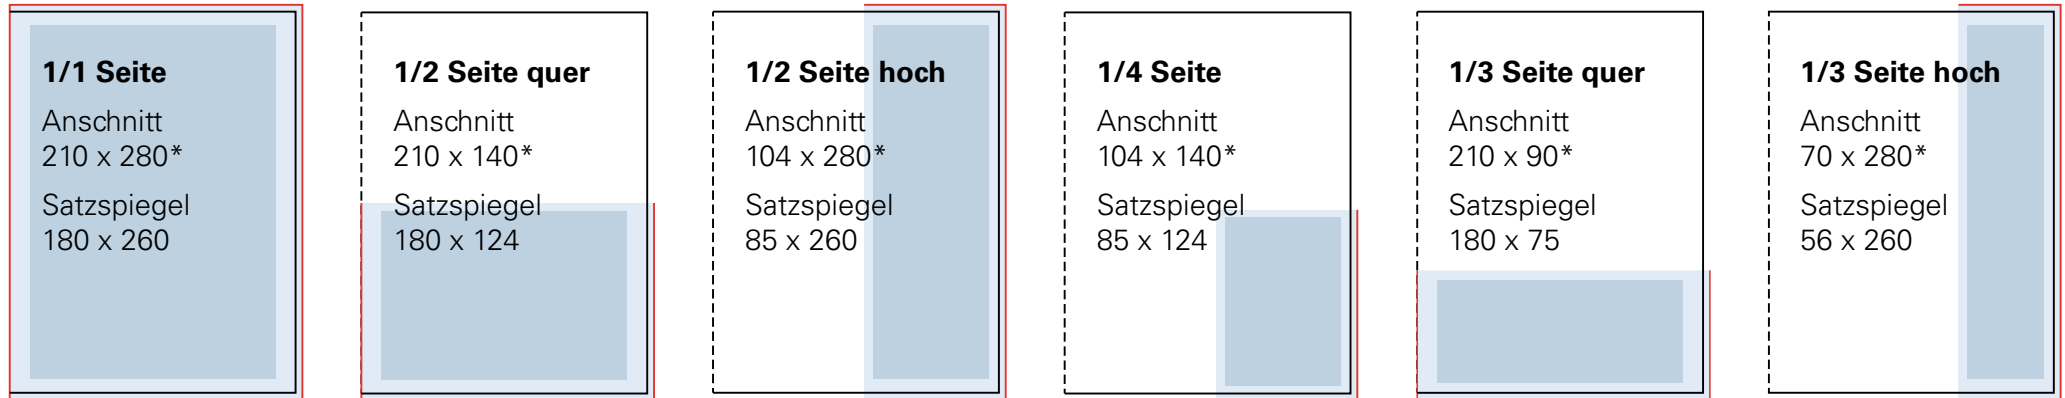 1/1 Seite
Anschnitt
210 x 280*
Satzspiegel
180 x 260
1/2 Seite quer
Anschnitt
210 x 140*
Satzspiegel
180 x 124
1/2 Seite hoch
Anschnitt
104 x 280*
Satzspiegel
85 x 260
1/4 Seite
Anschnitt
104 x 140*
Satzspiegel
85 x 124
1/3 Seite quer
Anschnitt
210 x 90*
Satzspiegel
180 x 75
1/3 Seite hoch
Anschnitt
70 x 280*
Satzspiegel
56 x 260